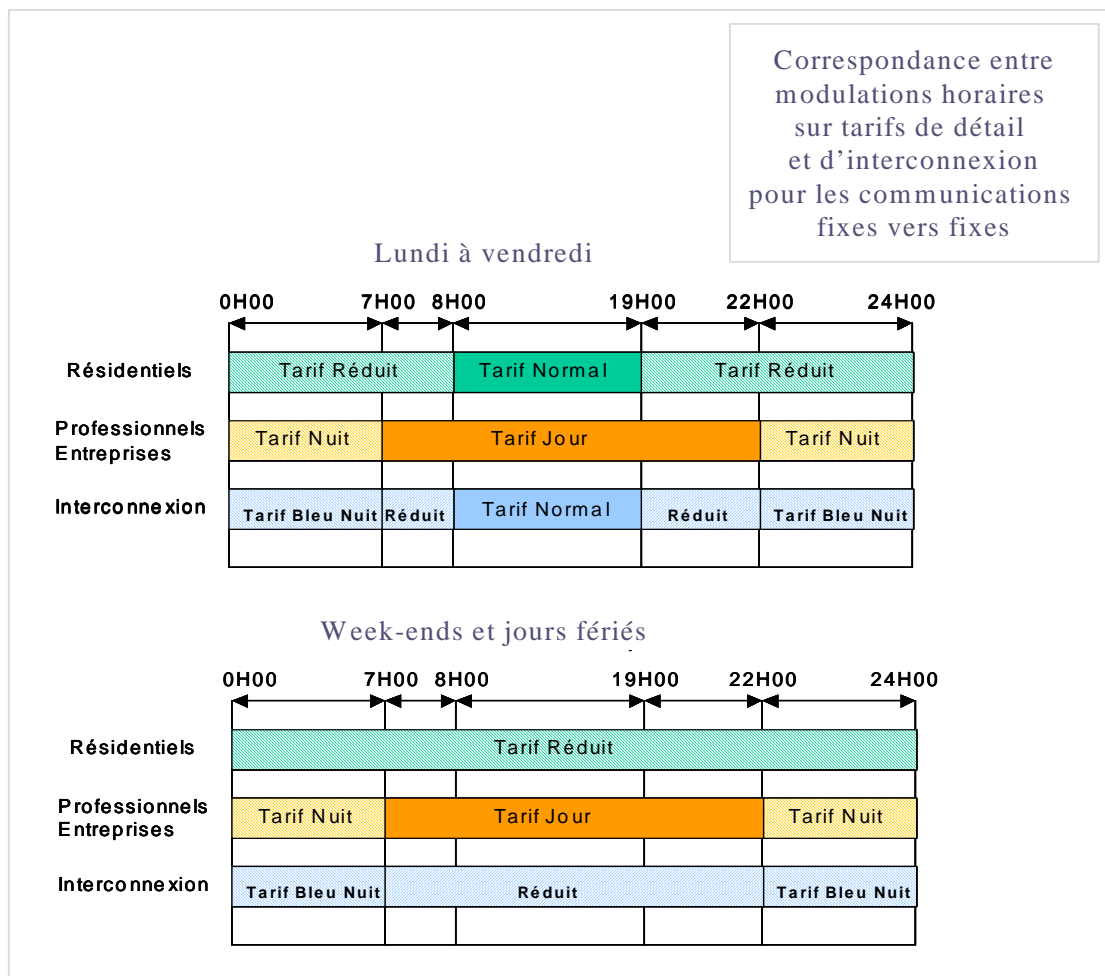 Correspondance entre
modulations horaires
sur tarifs de détail
et d'interconnexion
pour les communications
fixes vers fixes
Lundi à vendredi
0H00 7H00 8H00 19H00 22H00 24H00
Résidentiels Tarif Réduit Tarif Normal Tarif Réduit
Professionnels
Entreprises Tarif Nuit Tarif Jour Tarif Nuit
Interconnexion Tarif Bleu Nuit Réduit Tarif Normal Réduit Tarif Bleu Nuit
Week-ends et jours fériés
0H00 7H00 8H00 19H00 22H00 24H00
Résidentiels Tarif Réduit
Professionnels
Entreprises Tarif Nuit Tarif Jour Tarif Nuit
Interconnexion Tarif Bleu Nuit Réduit Tarif Bleu Nuit